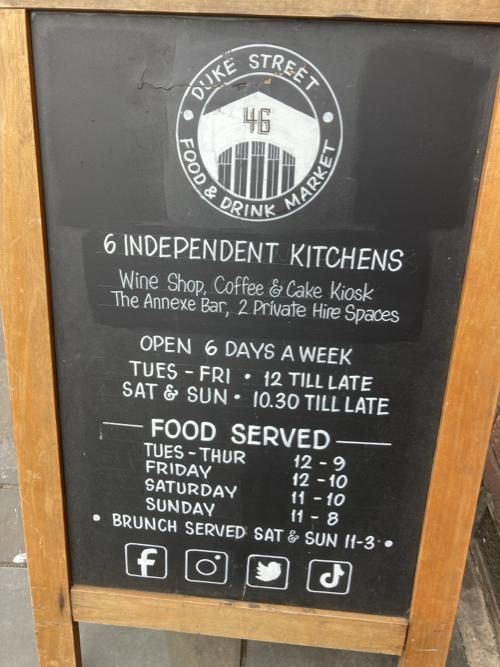 DUKE STREET
46
FOOD & DRINK MARKET
6 INDEPENDENT KITCHENS
Wine Shop, Coffee & Cake Kiosk
The Annexe Bar, 2 Private Hire Spaces
OPEN 6 DAYS A WEEK
TUES - FRI • 12 TILL LATE
SAT & SUN • 10.30 TILL LATE
FOOD SERVED
TUES - THUR 12 - 9
FRIDAY 12 - 10
SATURDAY 11 - 10
SUNDAY 11 - 8
• BRUNCH SERVED SAT & SUN 11-3 •